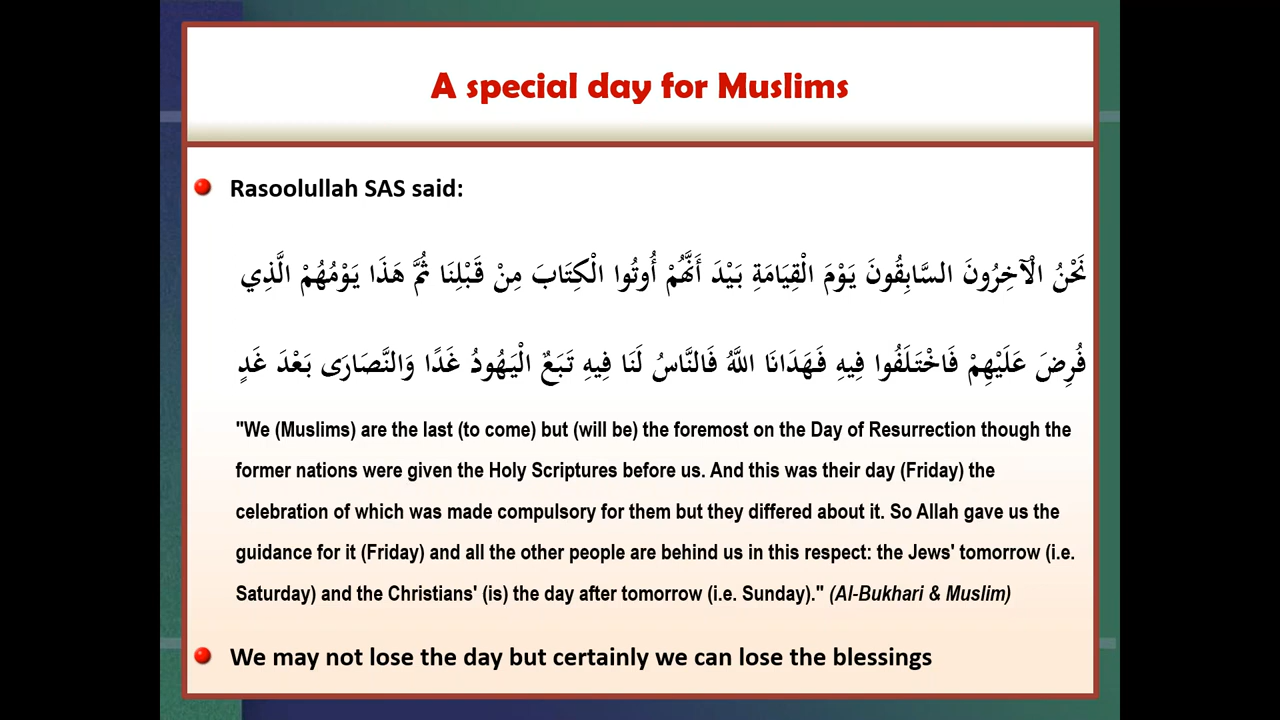 A special day for Muslims
Rasoolullah SAS said:
نَحْنُ الْآخِرُونَ السَّابِقُونَ يَوْمَ الْقِيَامَةِ بَيْدَ أَنَّهُمْ أُوتُوا الْكِتَابَ مِنْ قَبْلِنَا ثُمَّ هَذَا يَوْمُهُمْ الَّذِي
فُرِضَ عَلَيْهِمْ فَاخْتَلَفُوا فِيهِ فَهَدَانَا اللَّهُ فَالنَّاسُ لَنَا فِيهِ تَبَعٌ الْيَهُودُ غَدًا وَالنَّصَارَى بَعْدَ غَدٍ
"We (Muslims) are the last (to come) but (will be) the foremost on the Day of Resurrection though the
former nations were given the Holy Scriptures before us. And this was their day (Friday) the
celebration of which was made compulsory for them but they differed about it. So Allah gave us the
guidance for it (Friday) and all the other people are behind us in this respect: the Jews' tomorrow (i.e.
Saturday) and the Christians' (is) the day after tomorrow (i.e. Sunday)." (Al-Bukhari & Muslim)
We may not lose the day but certainly we can lose the blessings